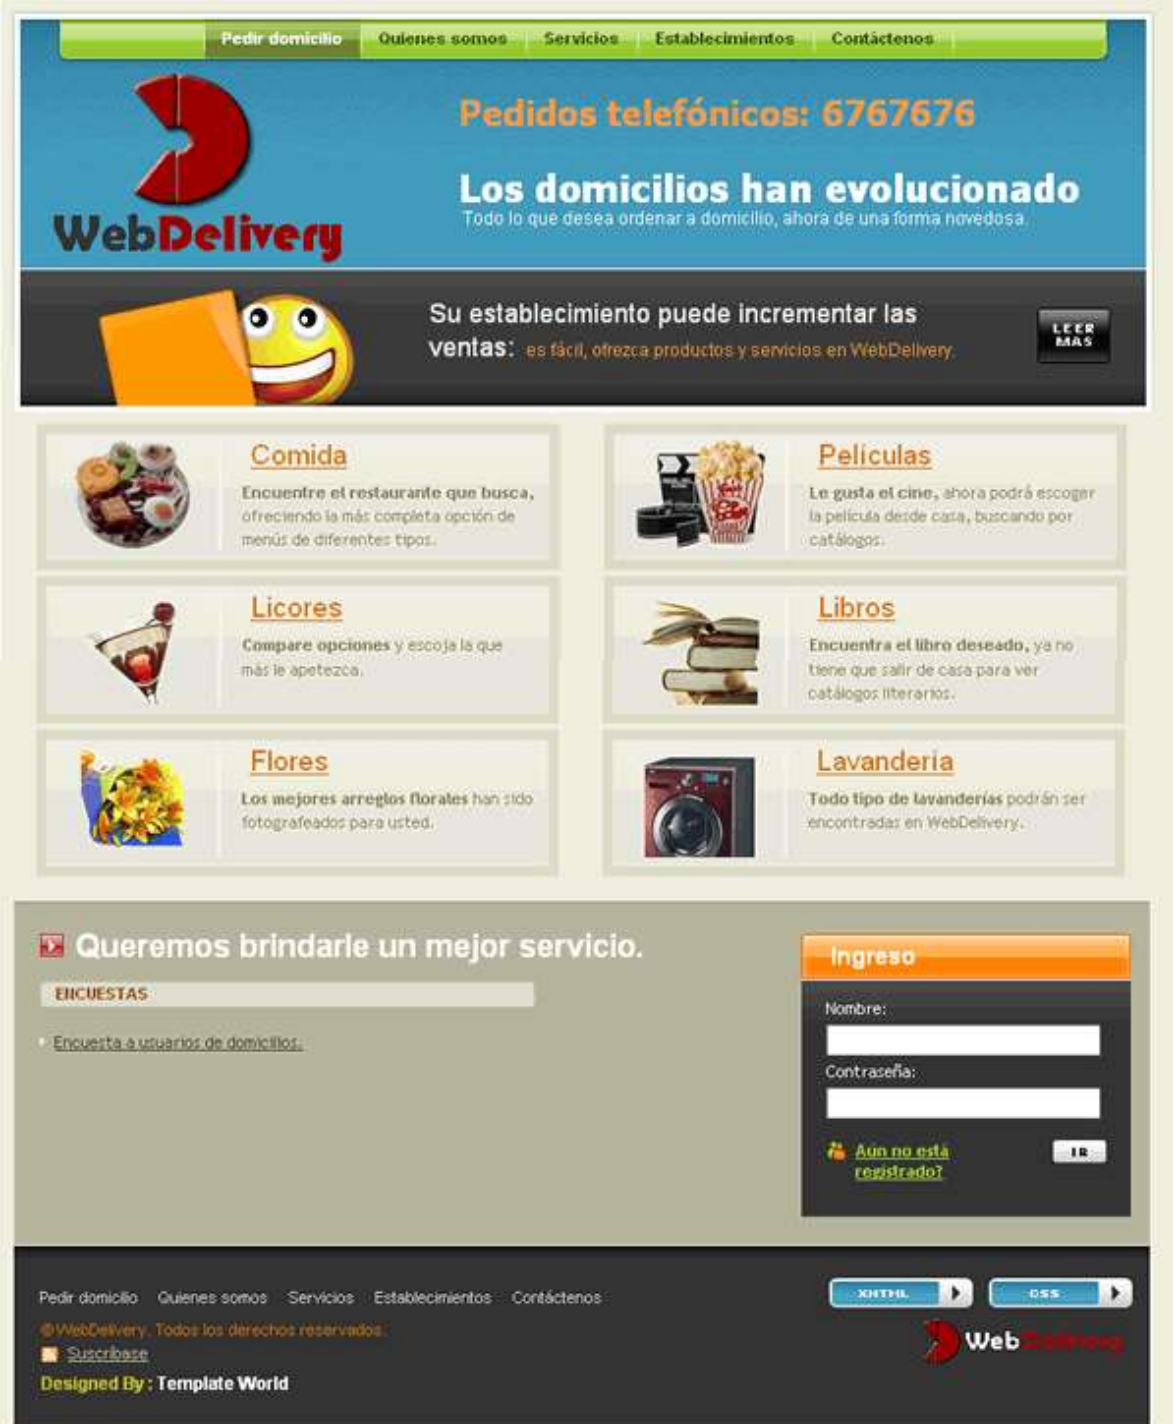 Pedir domicilio Quienes somos Servicios Establecimientos Contáctenos
Pedidos telefónicos: 6767676
Los domicilios han evolucionado
Todo lo que desea ordenar a domicilio, ahora de una forma novedosa.
WebDelivery
Su establecimiento puede incrementar las
ventas: es fácil, ofrezca productos y servicios en WebDelivery.
LEER
MAS
Comida
Encuentre el restaurante que busca,
ofreciendo la más completa opción de
menús de diferentes tipos.
Películas
Le gusta el cine, ahora podrá escoger
la película desde casa, buscando por
catálogos.
Licores
Compare opciones y escoja la que
más le apetezca.
Libros
Encuentra el libro deseado, ya no
tiene que salir de casa para ver
catálogos literarios.
Flores
Los mejores arreglos florales han sido
fotografeados para usted.
Lavandería
Todo tipo de lavanderías podrán ser
encontradas en WebDelivery.
Queremos brindarle un mejor servicio.
ENCUESTAS
Encuesta a usuarios de domicilios.
Ingreso
Nombre:
Contraseña:
Aún no está
registrado?
IR
Pedir domicilio Quienes somos Servicios Establecimientos Contáctenos
©WebDelivery. Todos los derechos reservados.
Suscríbase
Designed By : Template World
XHTML
CSS
WebDelivery